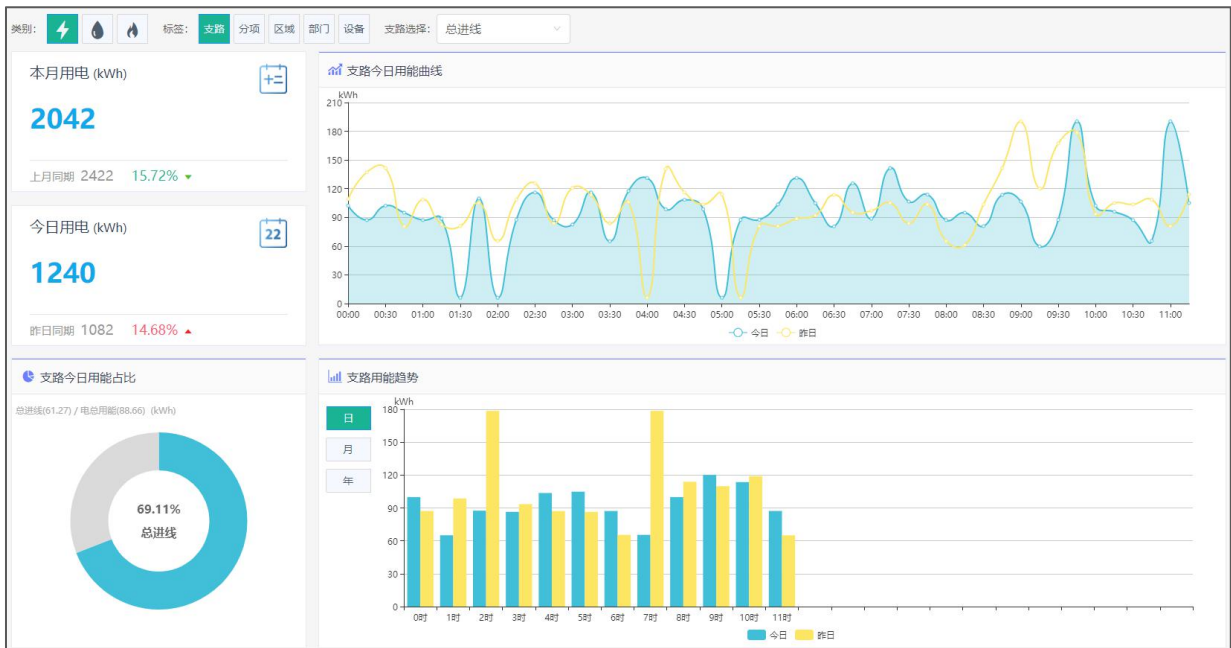 类别: 标签: 支路 分项 区域 部门 设备 支路选择: 总进线
本月用电 (kWh)
2042
上月同期 2422 15.72%
今日用电 (kWh)
22
1240
昨日同期 1082 14.68%
支路今日用能曲线
kWh
210
180
150
120
90
60
30
0
00:00 00:30 01:00 01:30 02:00 02:30 03:00 03:30 04:00 04:30 05:00 05:30 06:00 06:30 07:00 07:30 08:00 08:30 09:00 09:30 10:00 10:30 11:00
今日 昨日
支路今日用能占比
总进线(61.27) / 电总用能(88.66) (kWh)
69.11%
总进线
支路用能趋势
日
月
年
kWh
180
150
120
90
60
30
0
0时 1时 2时 3时 4时 5时 6时 7时 8时 9时 10时 11时
今日 昨日